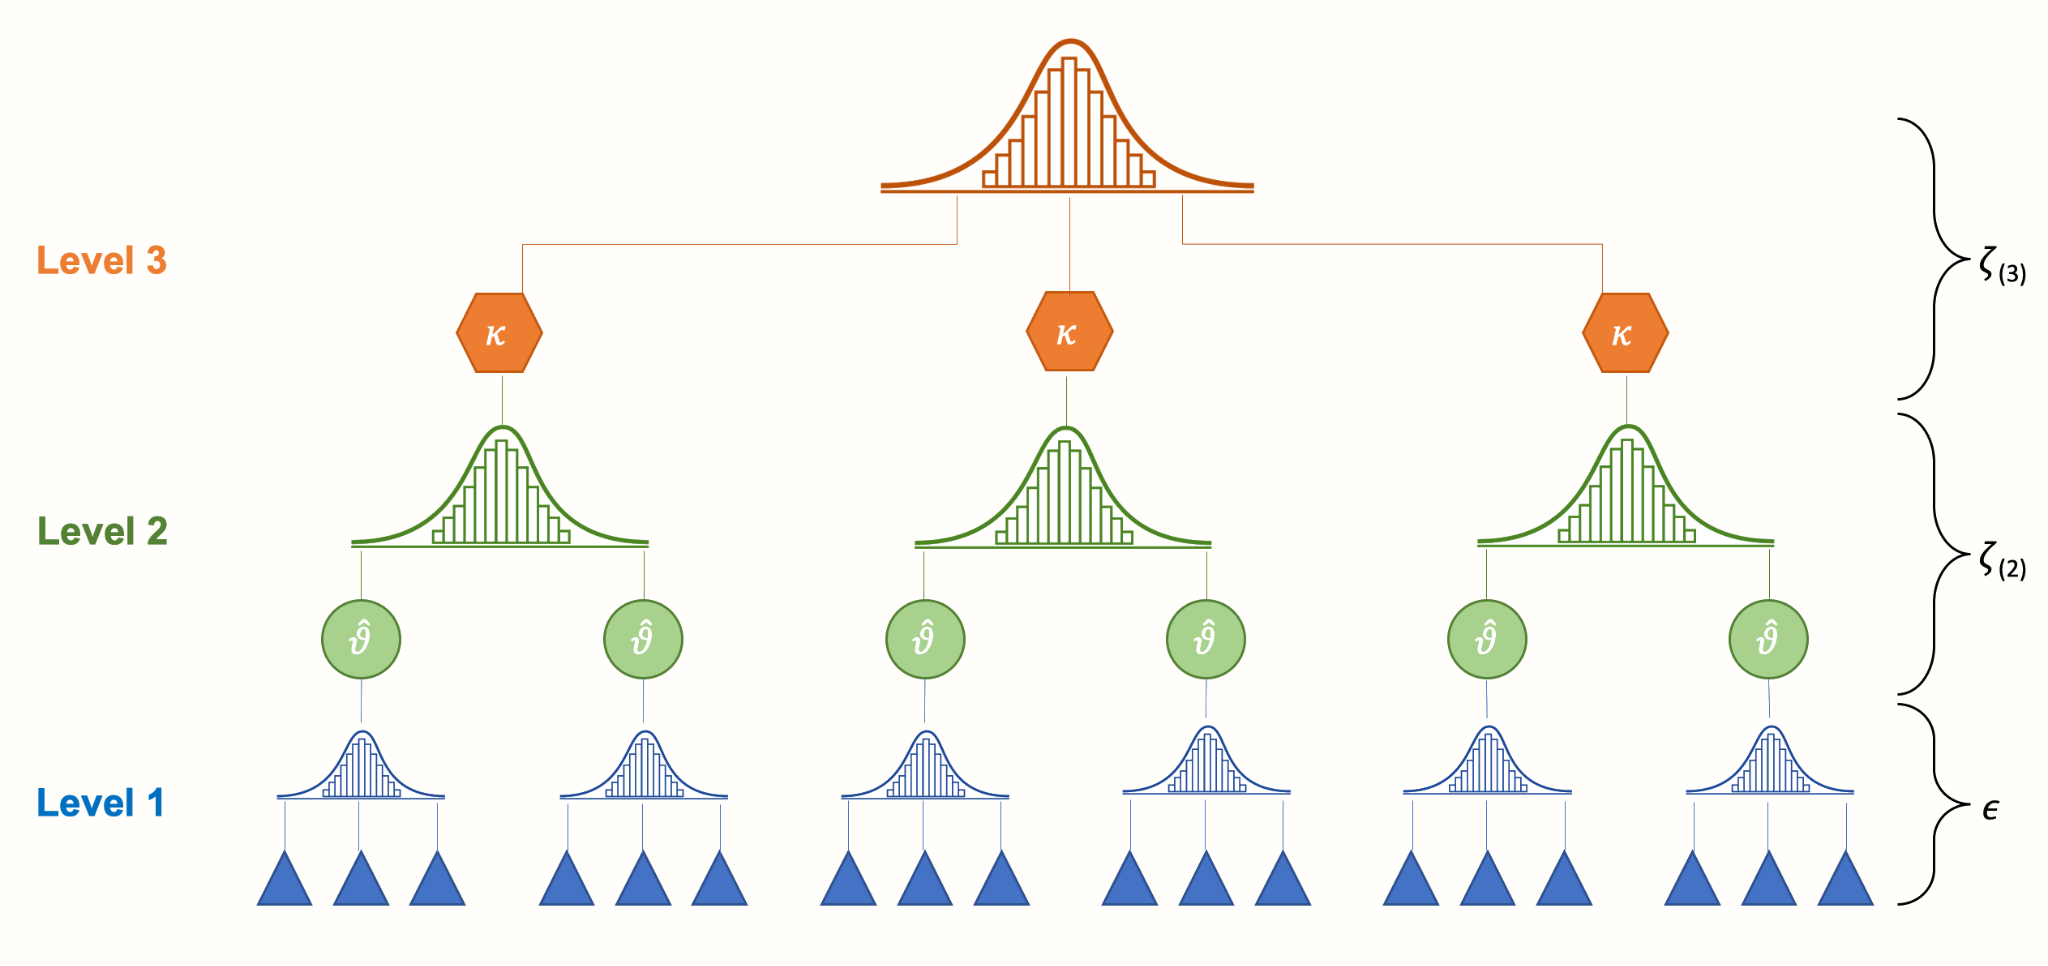 Level 3
κ κ κ
ζ(3)
Level 2
ϑ̂ ϑ̂ ϑ̂ ϑ̂ ϑ̂ ϑ̂
ζ(2)
Level 1
ϵ